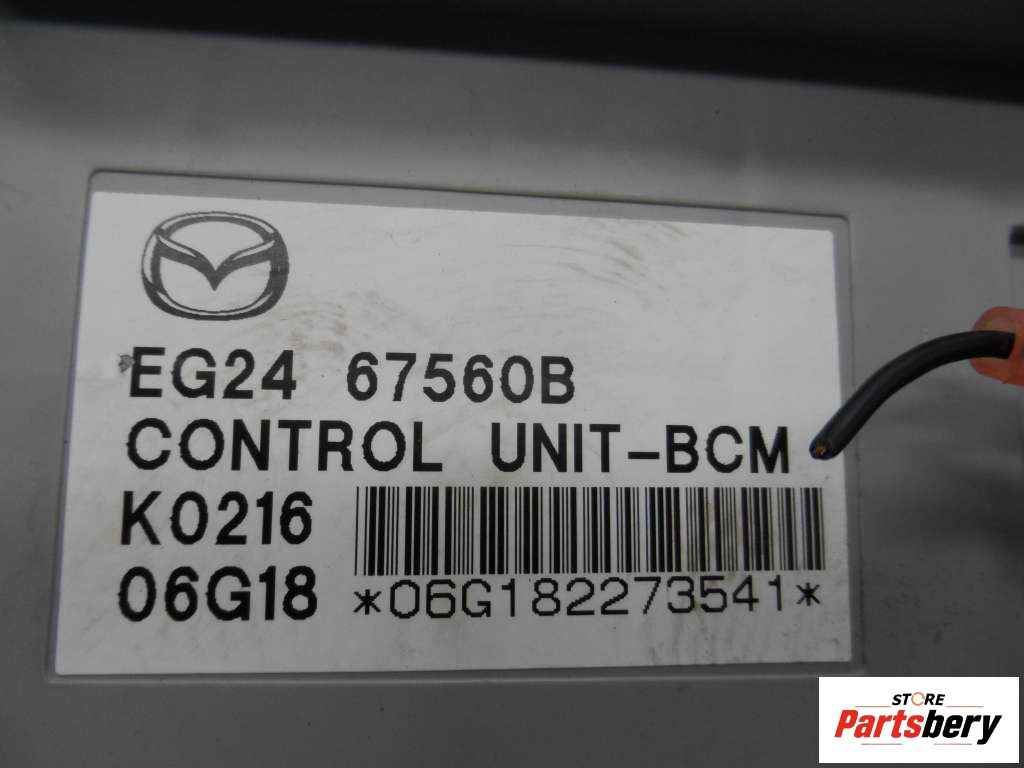 EG24 67560B
CONTROL UNIT-BCM
K0216
06G18 *06G182273541*
STORE
Partsbery